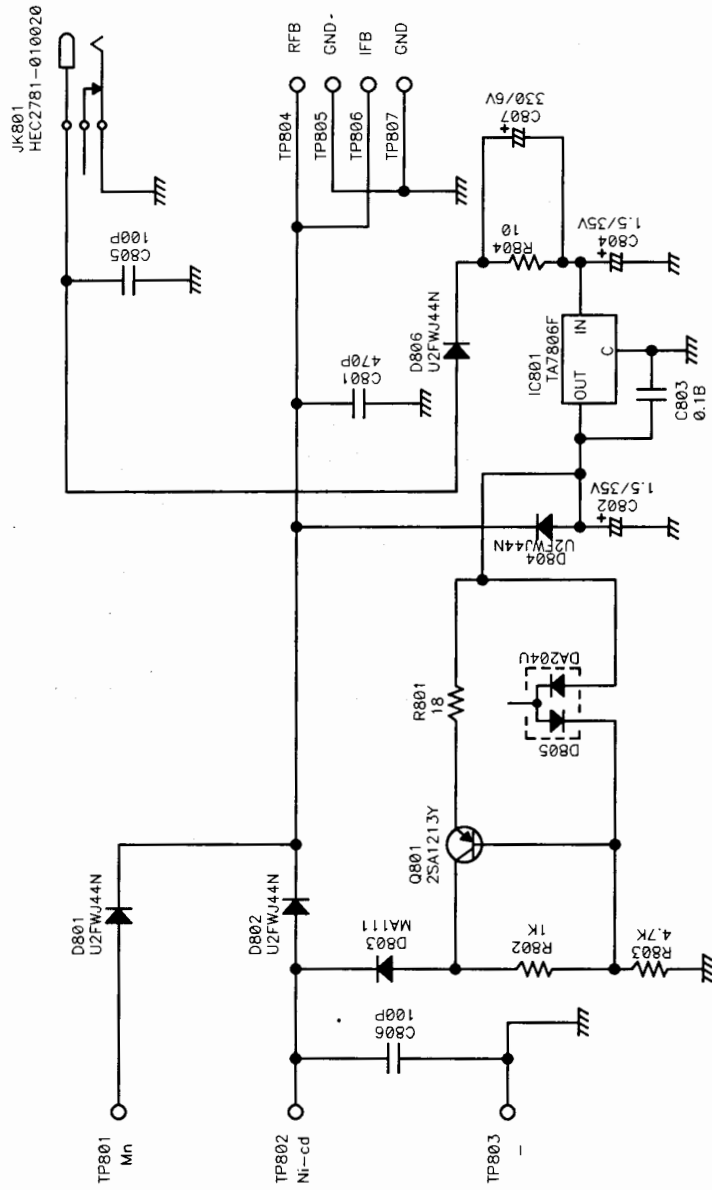 JK801
HEC2781-010020
C805
100P
TP804
RFB
TP805
GND-
TP806
IFB
TP807
GND
+
C807
330/6V
R804
10
+
C804
1.5/35V
D806
U2FWJ44N
C801
470P
IC801
TA7806F
IN
OUT
C
C803
0.1B
D804
U2FWJ44N
+
C802
1.5/35V
R801
18
DA204U
D805
Q801
2SA1213Y
D801
U2FWJ44N
D802
U2FWJ44N
D803
MA111
R802
1K
R803
4.7K
C806
100P
TP801
Mn
TP802
Ni-cd
TP803
-